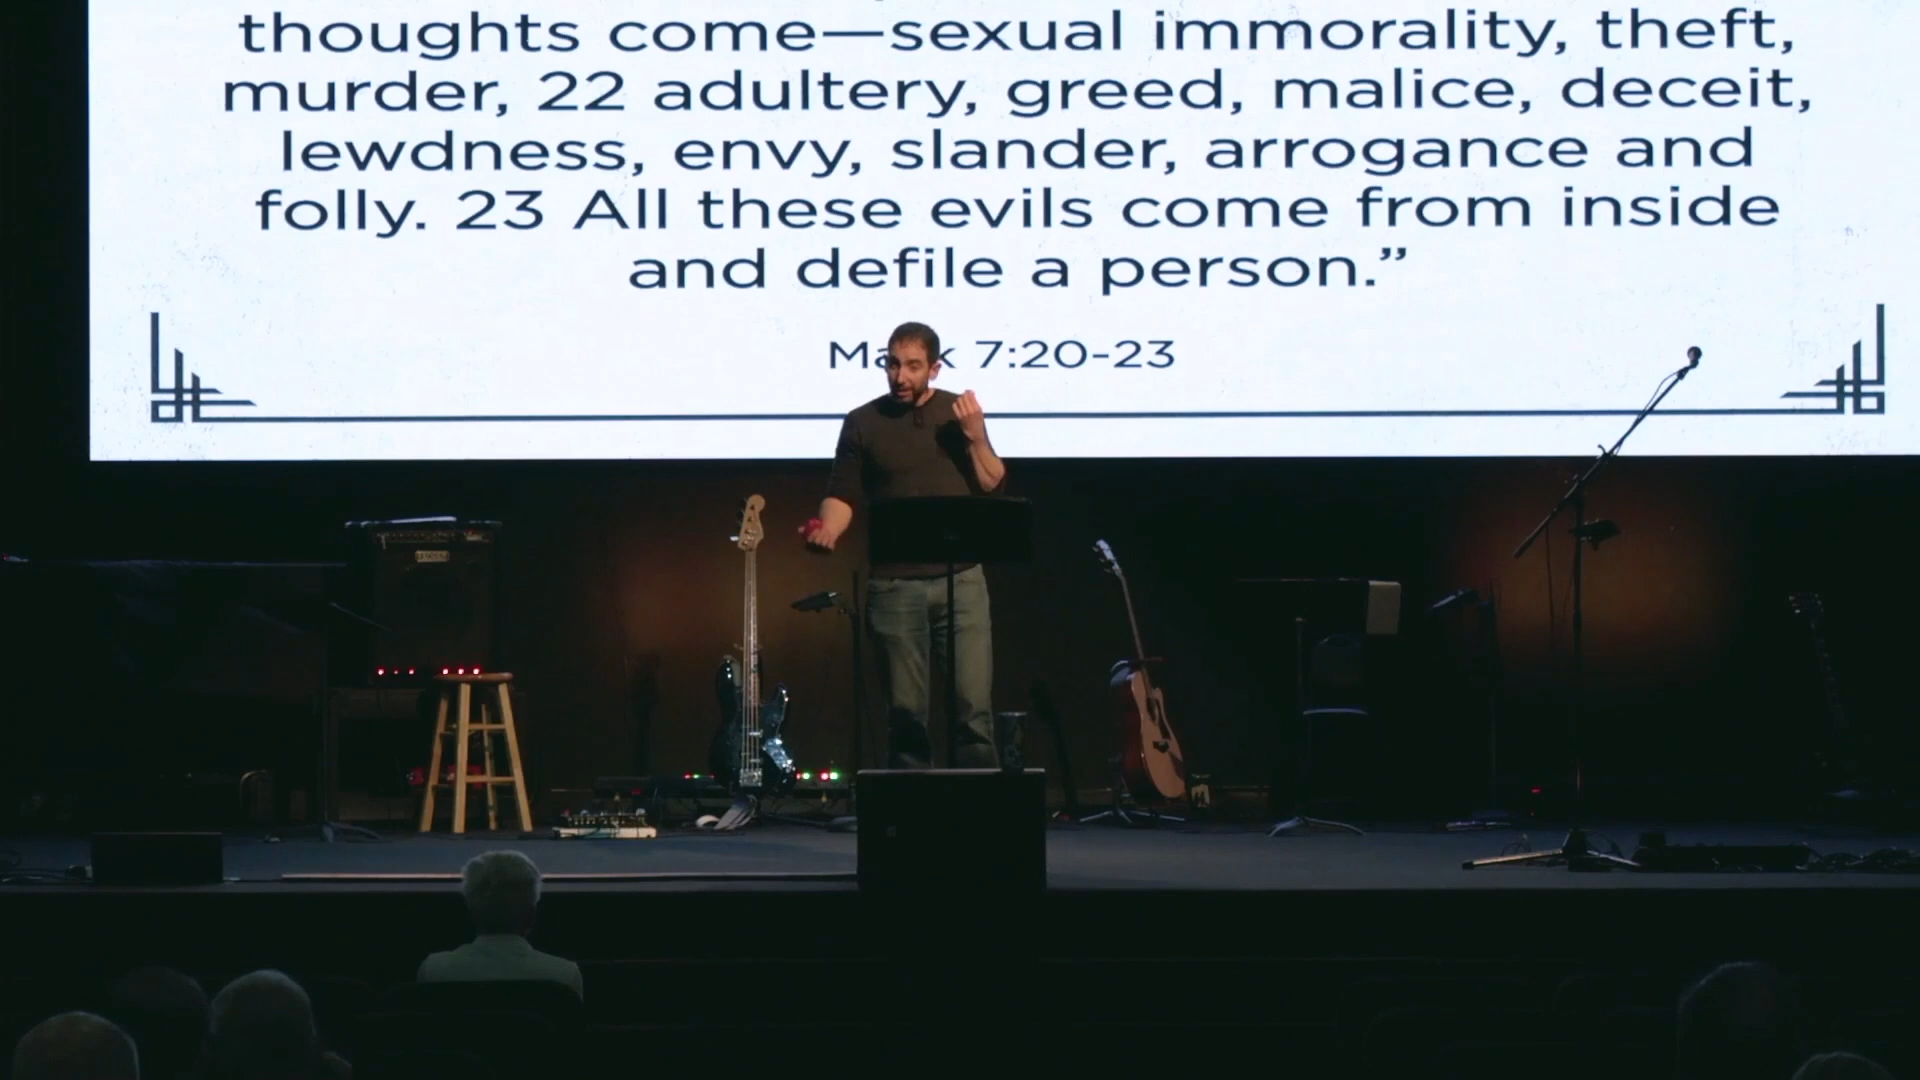 thoughts come—sexual immorality, theft,
murder, 22 adultery, greed, malice, deceit,
lewdness, envy, slander, arrogance and
folly. 23 All these evils come from inside
and defile a person.”
7:20-23